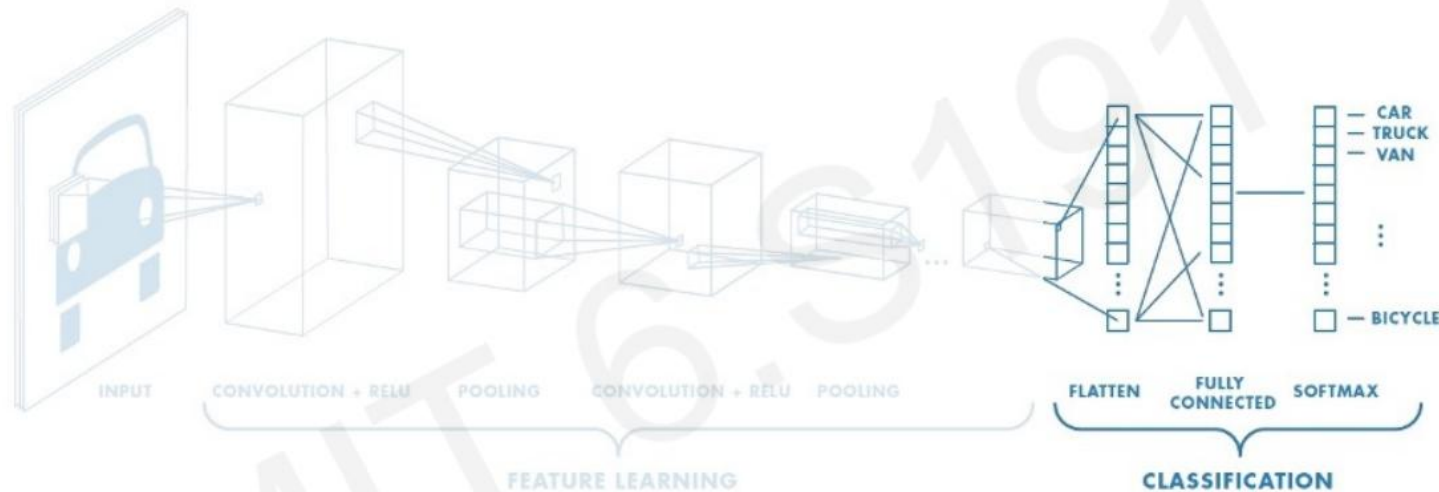 MIT 6.S191
CAR
TRUCK
VAN
BICYCLE
INPUT
CONVOLUTION + RELU
POOLING
CONVOLUTION + RELU
POOLING
FLATTEN
FULLY
CONNECTED
SOFTMAX
FEATURE LEARNING
CLASSIFICATION